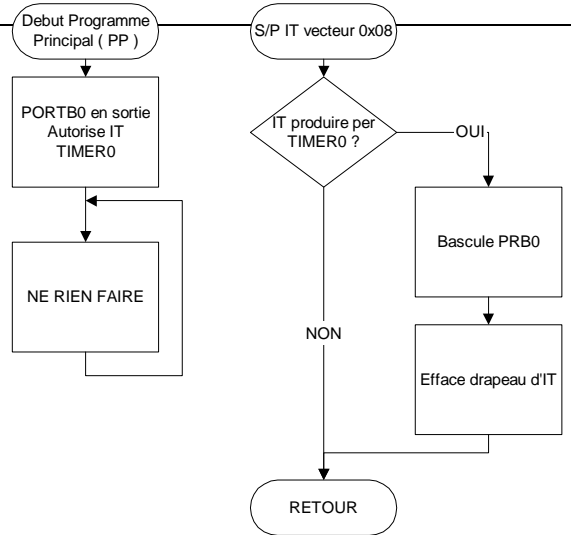 Debut Programme
Principal ( PP )
PORTB0 en sortie
Autorise IT
TIMER0
NE RIEN FAIRE
S/P IT vecteur 0x08
IT produire per
TIMER0 ?
OUI
Bascule PRB0
NON
Efface drapeau d'IT
RETOUR